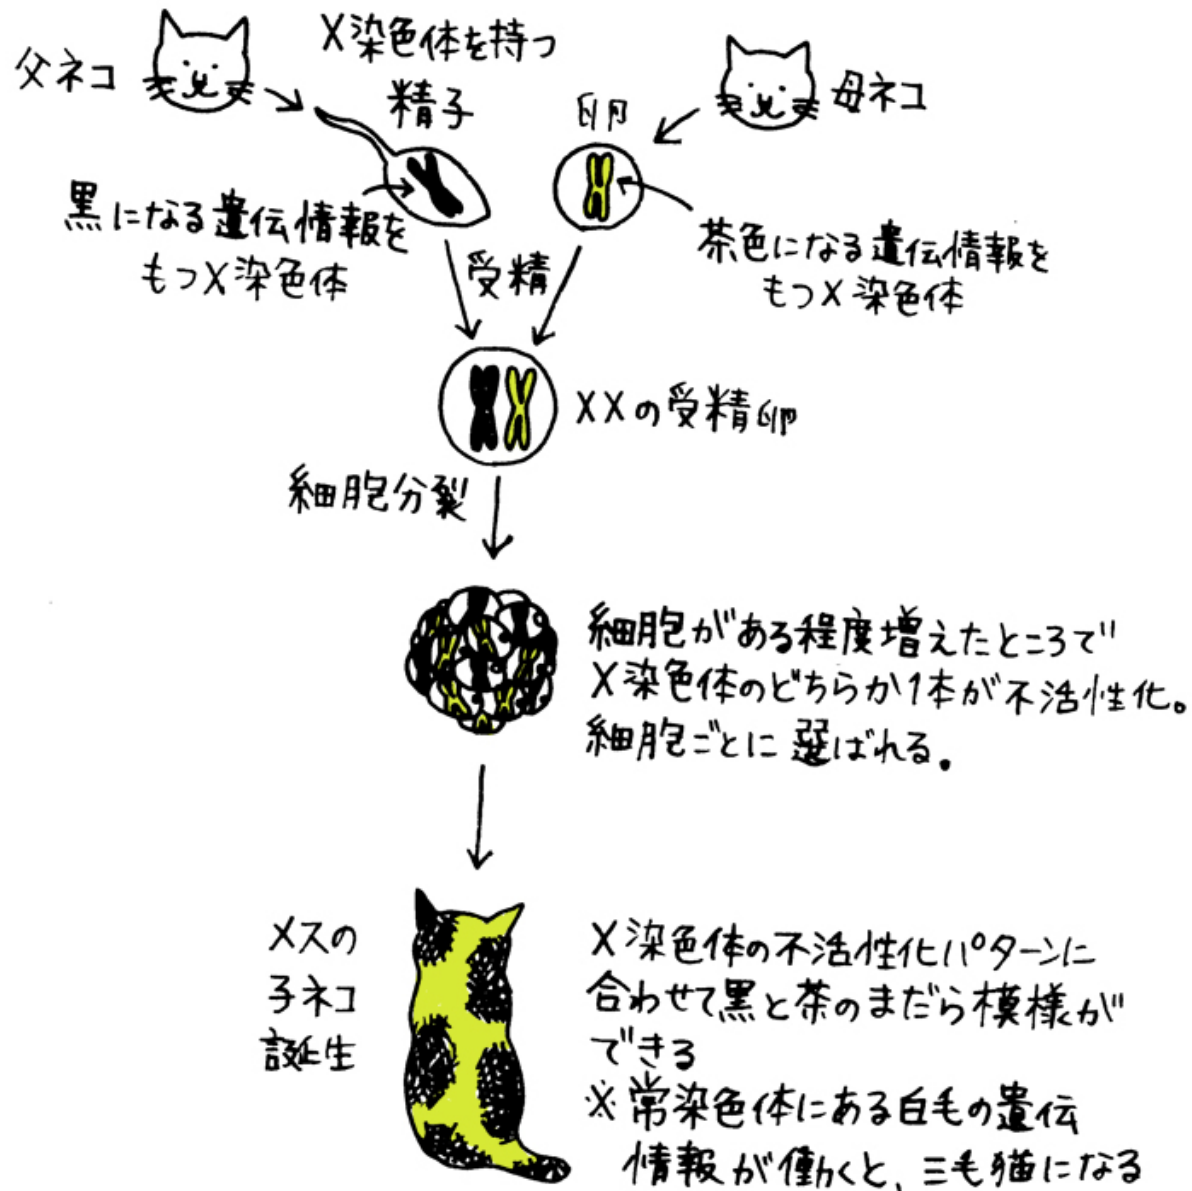 父ネコ
X染色体を持つ
精子
卵
母ネコ
黒になる遺伝情報を
もつX染色体
受精
茶色になる遺伝情報を
もつX染色体
XXの受精卵
細胞分裂
細胞がある程度増えたところで
X染色体のどちらか1本が不活性化。
細胞ごとに選ばれる。
メスの
子ネコ
誕生
X染色体の不活性化パターンに
合わせて黒と茶のまだら模様が
できる
※常染色体にある白毛の遺伝
情報が働くと、三毛猫になる